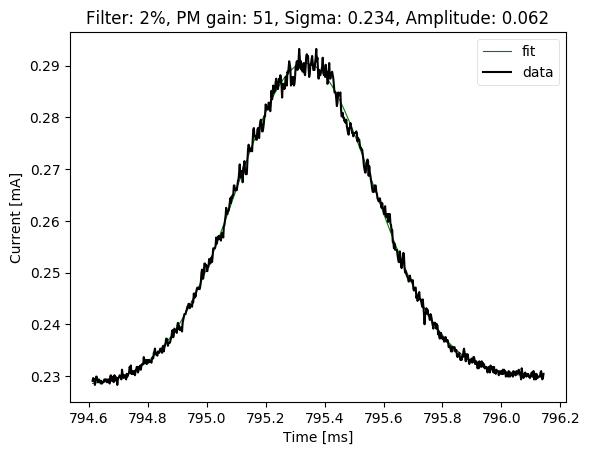 Filter: 2%, PM gain: 51, Sigma: 0.234, Amplitude: 0.062
fit
data
Current [mA]
0.29
0.28
0.27
0.26
0.25
0.24
0.23
794.6 794.8 795.0 795.2 795.4 795.6 795.8 796.0 796.2
Time [ms]